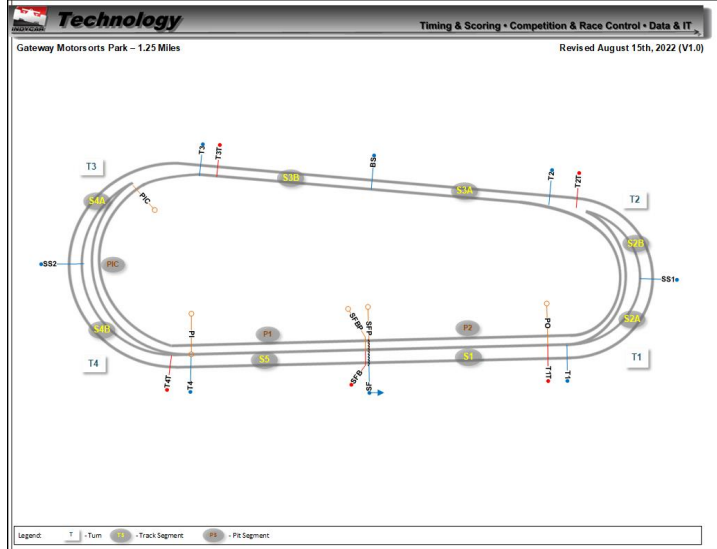 INDYCAR
Technology
Timing & Scoring • Competition & Race Control • Data & IT
Gateway Motorsorts Park – 1.25 Miles
Revised August 15th, 2022 (V1.0)
T3
T3T
BS
T3
S3B
S3A
T2
T2T
T2
S4A
PIC
S2B
SS2
PIC
SS1
S4B
PI
P1
SFBP
SFP
P2
PO
S2A
T4
S5
S1
T1
T4T
T4
SFB
SF
T1T
T1
Legend:
T
- Turn
TS
- Track Segment
PS
- Pit Segment